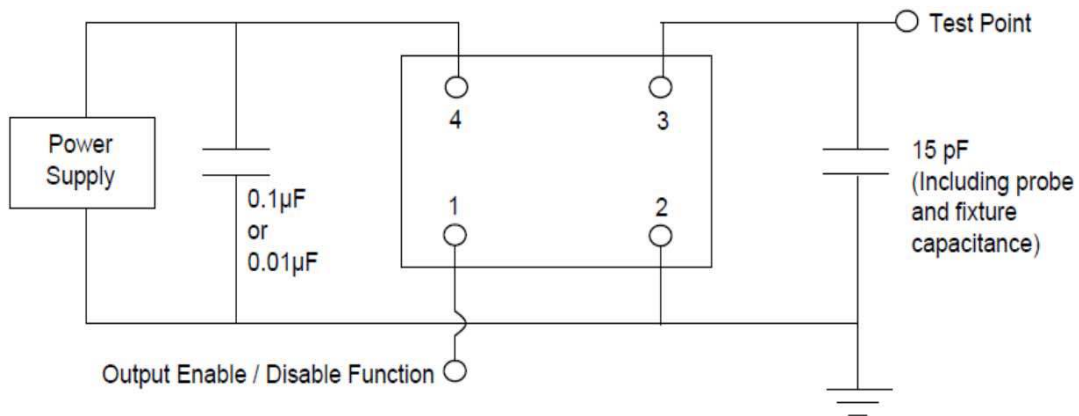 Test Point
4
3
Power
Supply
0.1µF
or
0.01µF
1
2
15 pF
(Including probe
and fixture
capacitance)
Output Enable / Disable Function